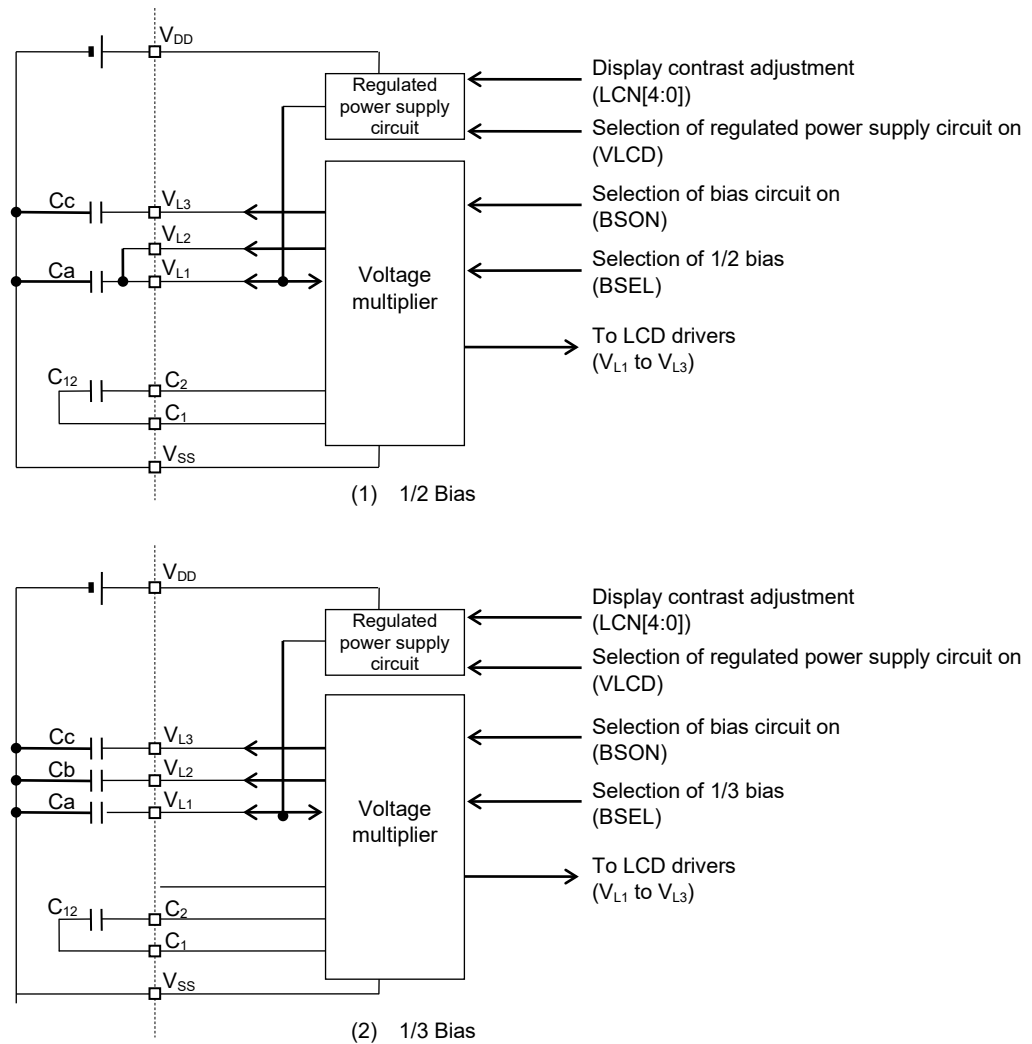 VDD
Regulated
power supply
circuit
Display contrast adjustment
(LCN[4:0])
Selection of regulated power supply circuit on
(VLCD)
Cc
VL3
VL2
Ca
VL1
Voltage
multiplier
Selection of bias circuit on
(BSON)
Selection of 1/2 bias
(BSEL)
To LCD drivers
(VL1 to VL3)
C12
C2
C1
VSS
(1) 1/2 Bias
VDD
Regulated
power supply
circuit
Display contrast adjustment
(LCN[4:0])
Selection of regulated power supply circuit on
(VLCD)
Cc
VL3
Cb
VL2
Ca
VL1
Voltage
multiplier
Selection of bias circuit on
(BSON)
Selection of 1/3 bias
(BSEL)
To LCD drivers
(VL1 to VL3)
C12
C2
C1
VSS
(2) 1/3 Bias